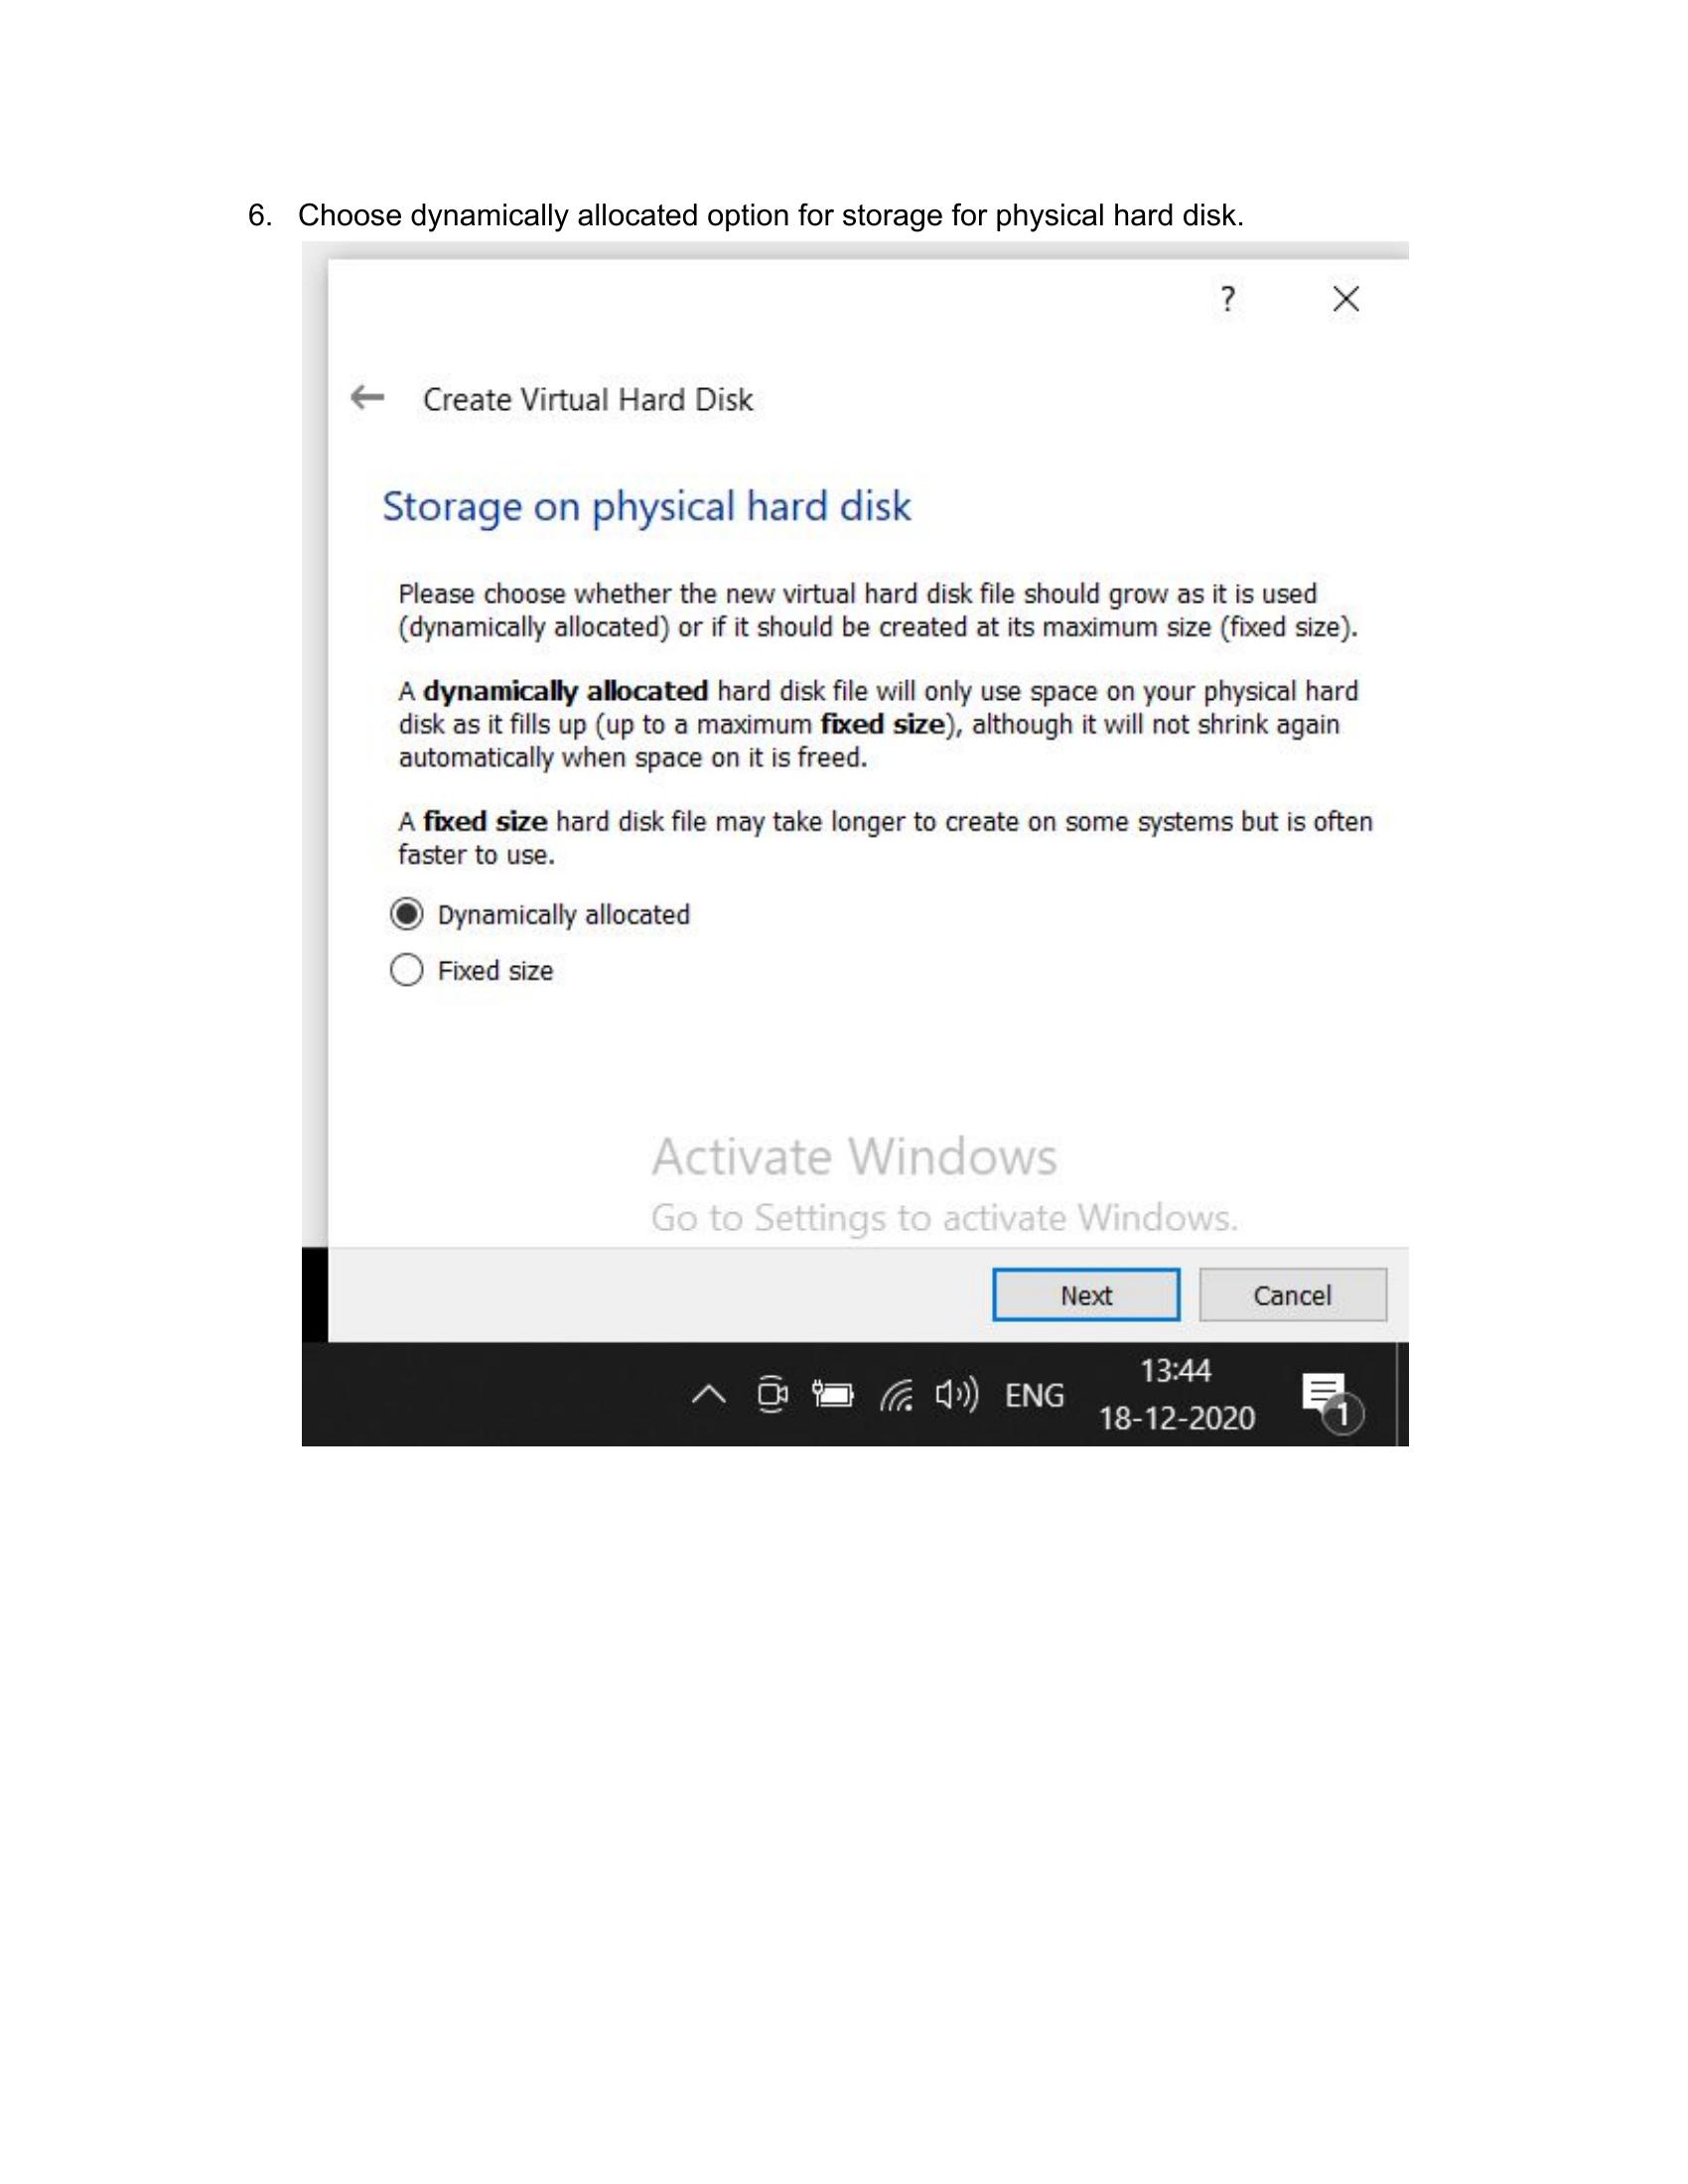 6. Choose dynamically allocated option for storage for physical hard disk.
?
Create Virtual Hard Disk
Storage on physical hard disk
Please choose whether the new virtual hard disk file should grow as it is used
(dynamically allocated) or if it should be created at its maximum size (fixed size).
A dynamically allocated hard disk file will only use space on your physical hard
disk as it fills up (up to a maximum fixed size), although it will not shrink again
automatically when space on it is freed.
A fixed size hard disk file may take longer to create on some systems but is often
faster to use.
Dynamically allocated
Fixed size
Activate Windows
Go to Settings to activate Windows.
Next Cancel
ENG
13:44
18-12-2020
1